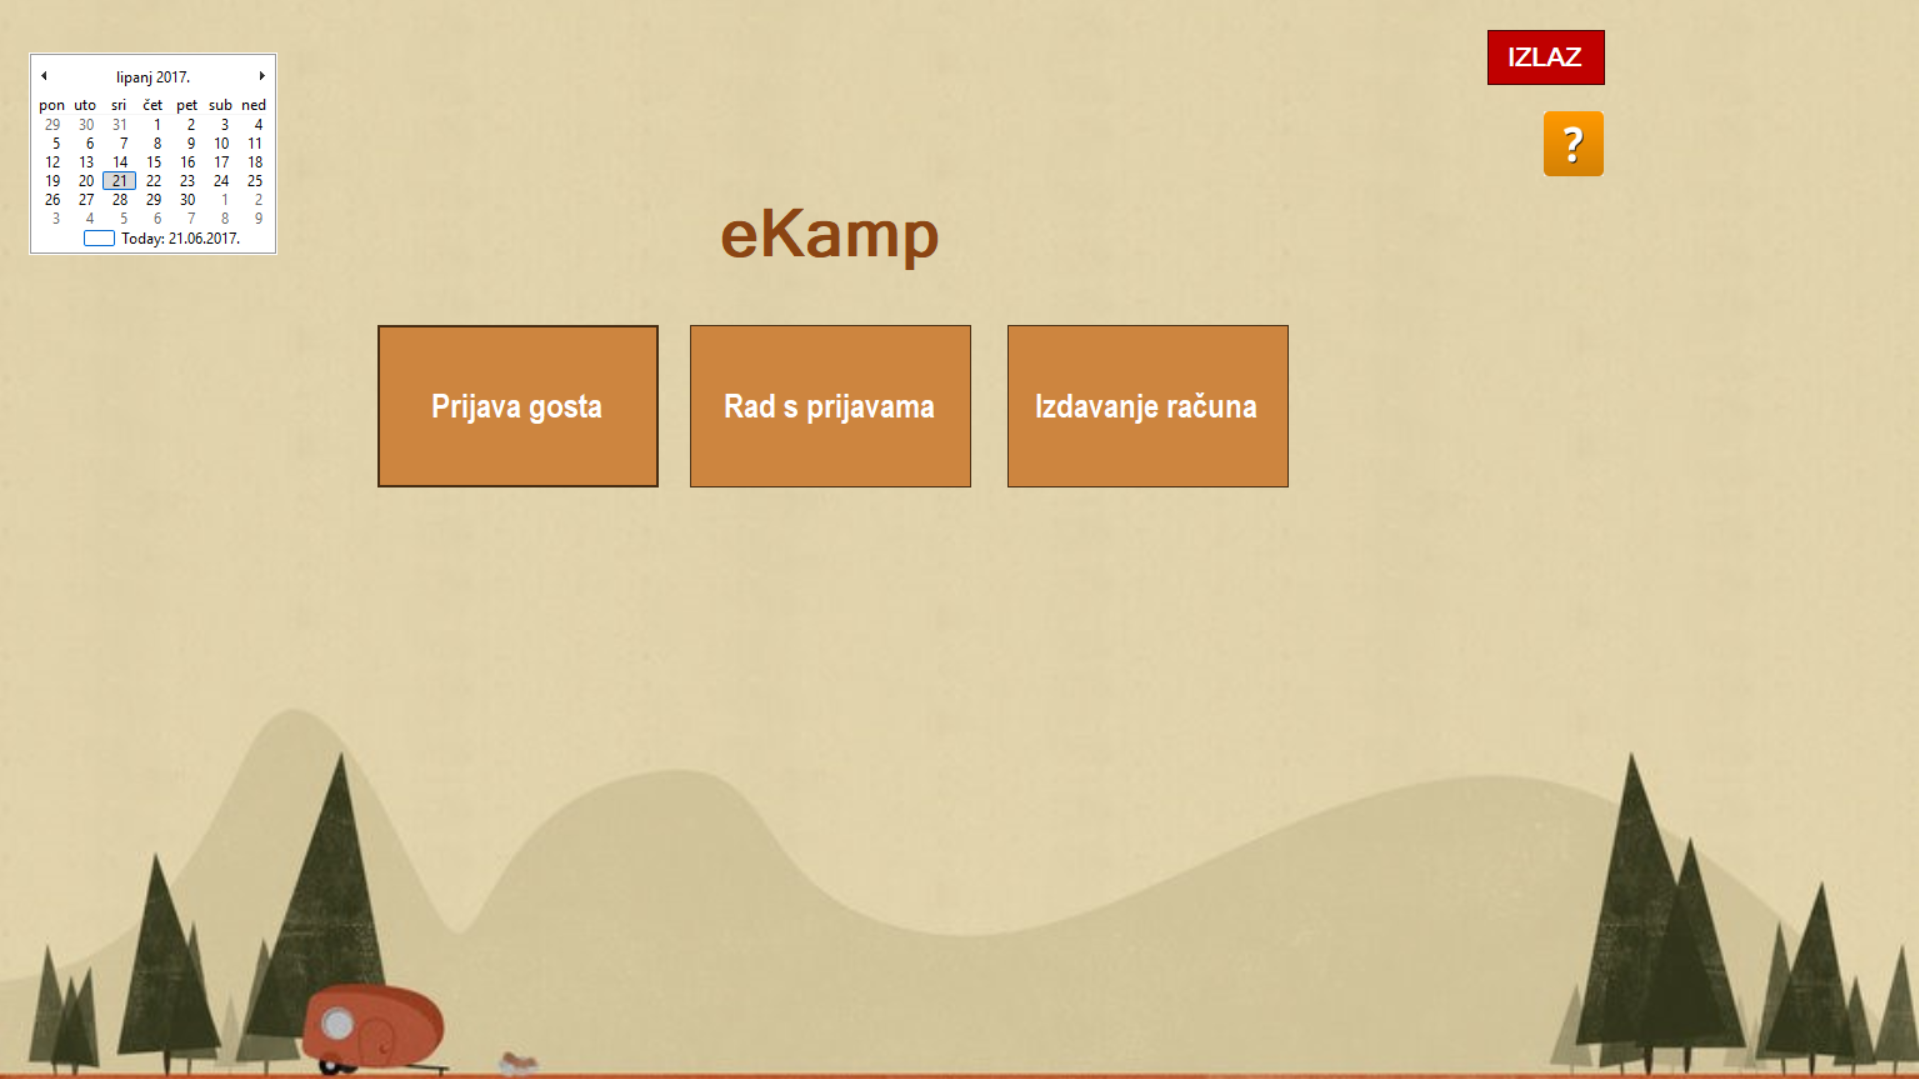 lipanj 2017.
pon uto sri čet pet sub ned
29 30 31 1 2 3 4
5 6 7 8 9 10 11
12 13 14 15 16 17 18
19 20 21 22 23 24 25
26 27 28 29 30 1 2
3 4 5 6 7 8 9
Today: 21.06.2017.
IZLAZ
?
eKamp
Prijava gosta
Rad s prijavama
Izdavanje računa